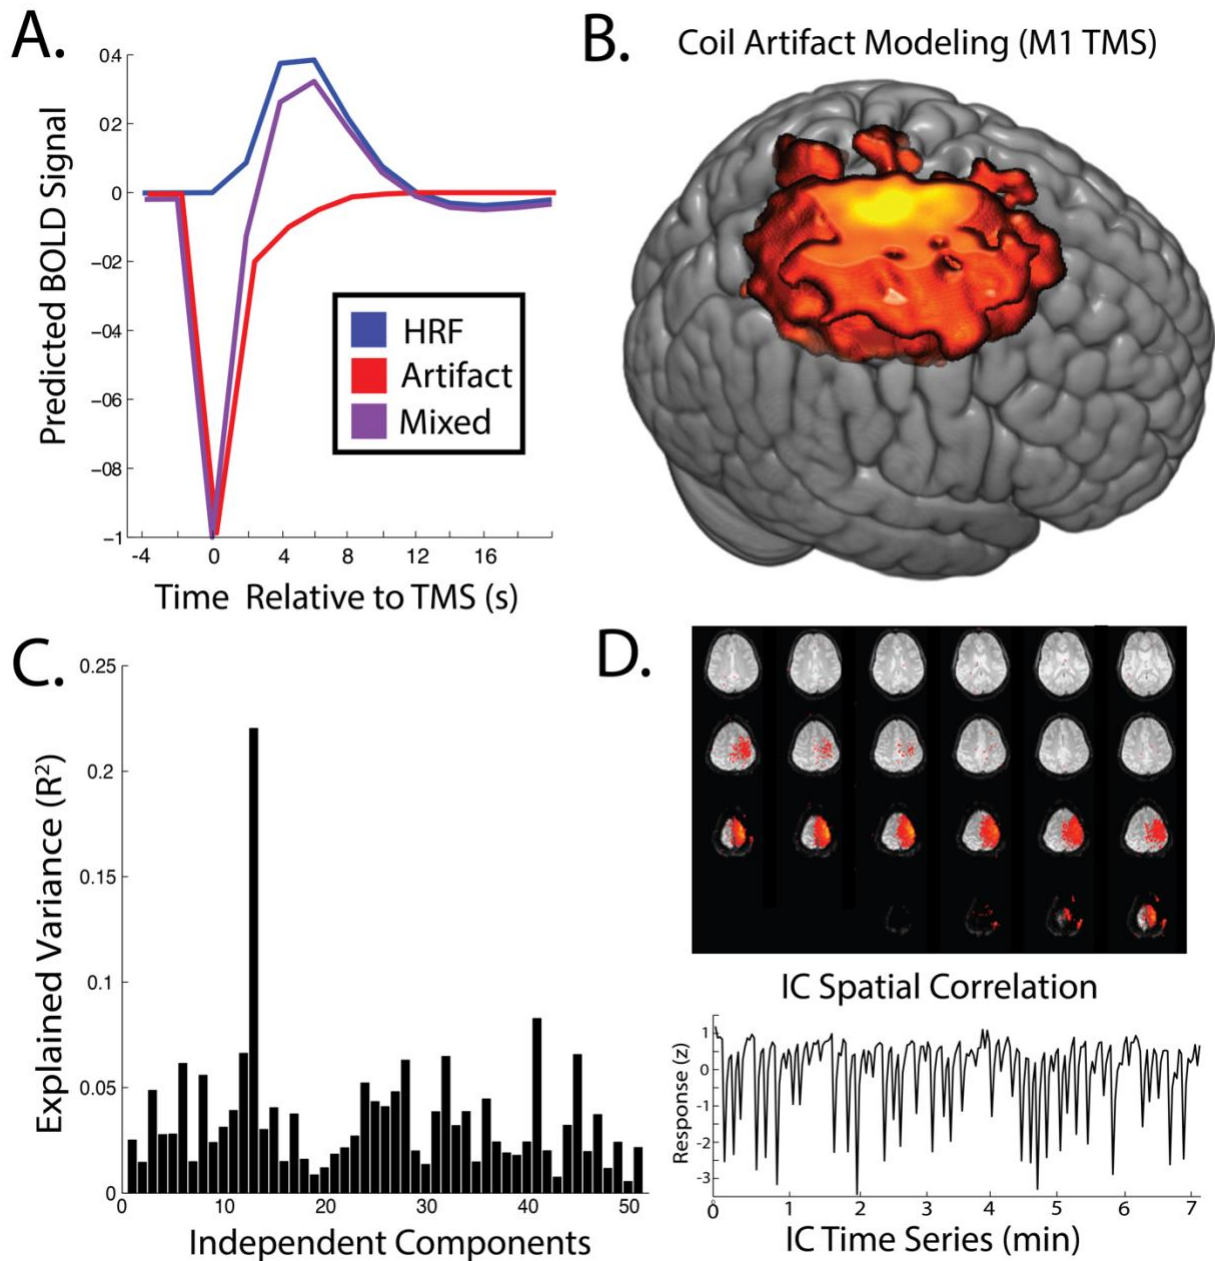 A.
04
02
0
−02
−04
−06
−08
−1
Predicted BOLD Signal
HRF
Artifact
Mixed
-4 0 4 8 12 16
Time Relative to TMS (s)
B. Coil Artifact Modeling (M1 TMS)
C.
0.25
0.2
0.15
0.1
0.05
0
Explained Variance (R²)
0 10 20 30 40 50
Independent Components
D.
IC Spatial Correlation
1
0
-1
-2
-3
Response (z)
0 1 2 3 4 5 6 7
IC Time Series (min)